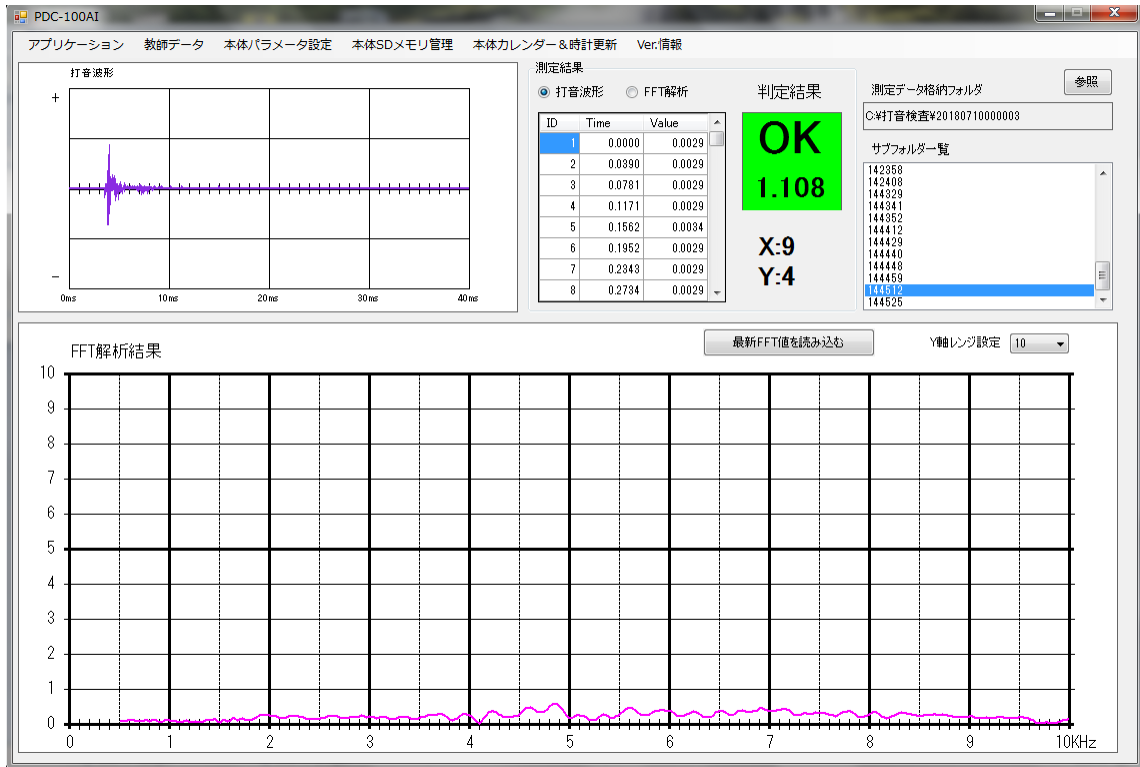 PDC-100AI
アプリケーション 教師データ 本体パラメータ設定 本体SDメモリ管理 本体カレンダー＆時計更新 Ver.情報
打音波形
+
−
0ms 10ms 20ms 30ms 40ms
測定結果
打音波形 FFT解析
ID Time Value
1 0.0000 0.0029
2 0.0390 0.0029
3 0.0781 0.0029
4 0.1171 0.0029
5 0.1562 0.0034
6 0.1952 0.0029
7 0.2343 0.0029
8 0.2734 0.0029
判定結果
OK
1.108
X:9
Y:4
測定データ格納フォルダ 参照
C:¥打音検査¥20180710000003
サブフォルダ一覧
142358
142408
144329
144341
144352
144412
144429
144440
144448
144459
144512
144525
FFT解析結果
最新FFT値を読み込む
Y軸レンジ設定 10
10
9
8
7
6
5
4
3
2
1
0
0 1 2 3 4 5 6 7 8 9 10KHz